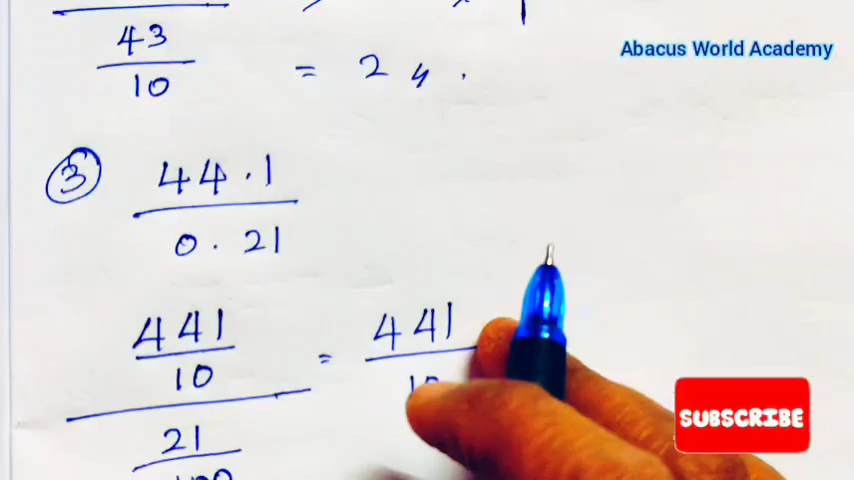 43
Abacus World Academy
10
= 24.
3
44.1
0.21
441 = 441
10
21
SUBSCRIBE